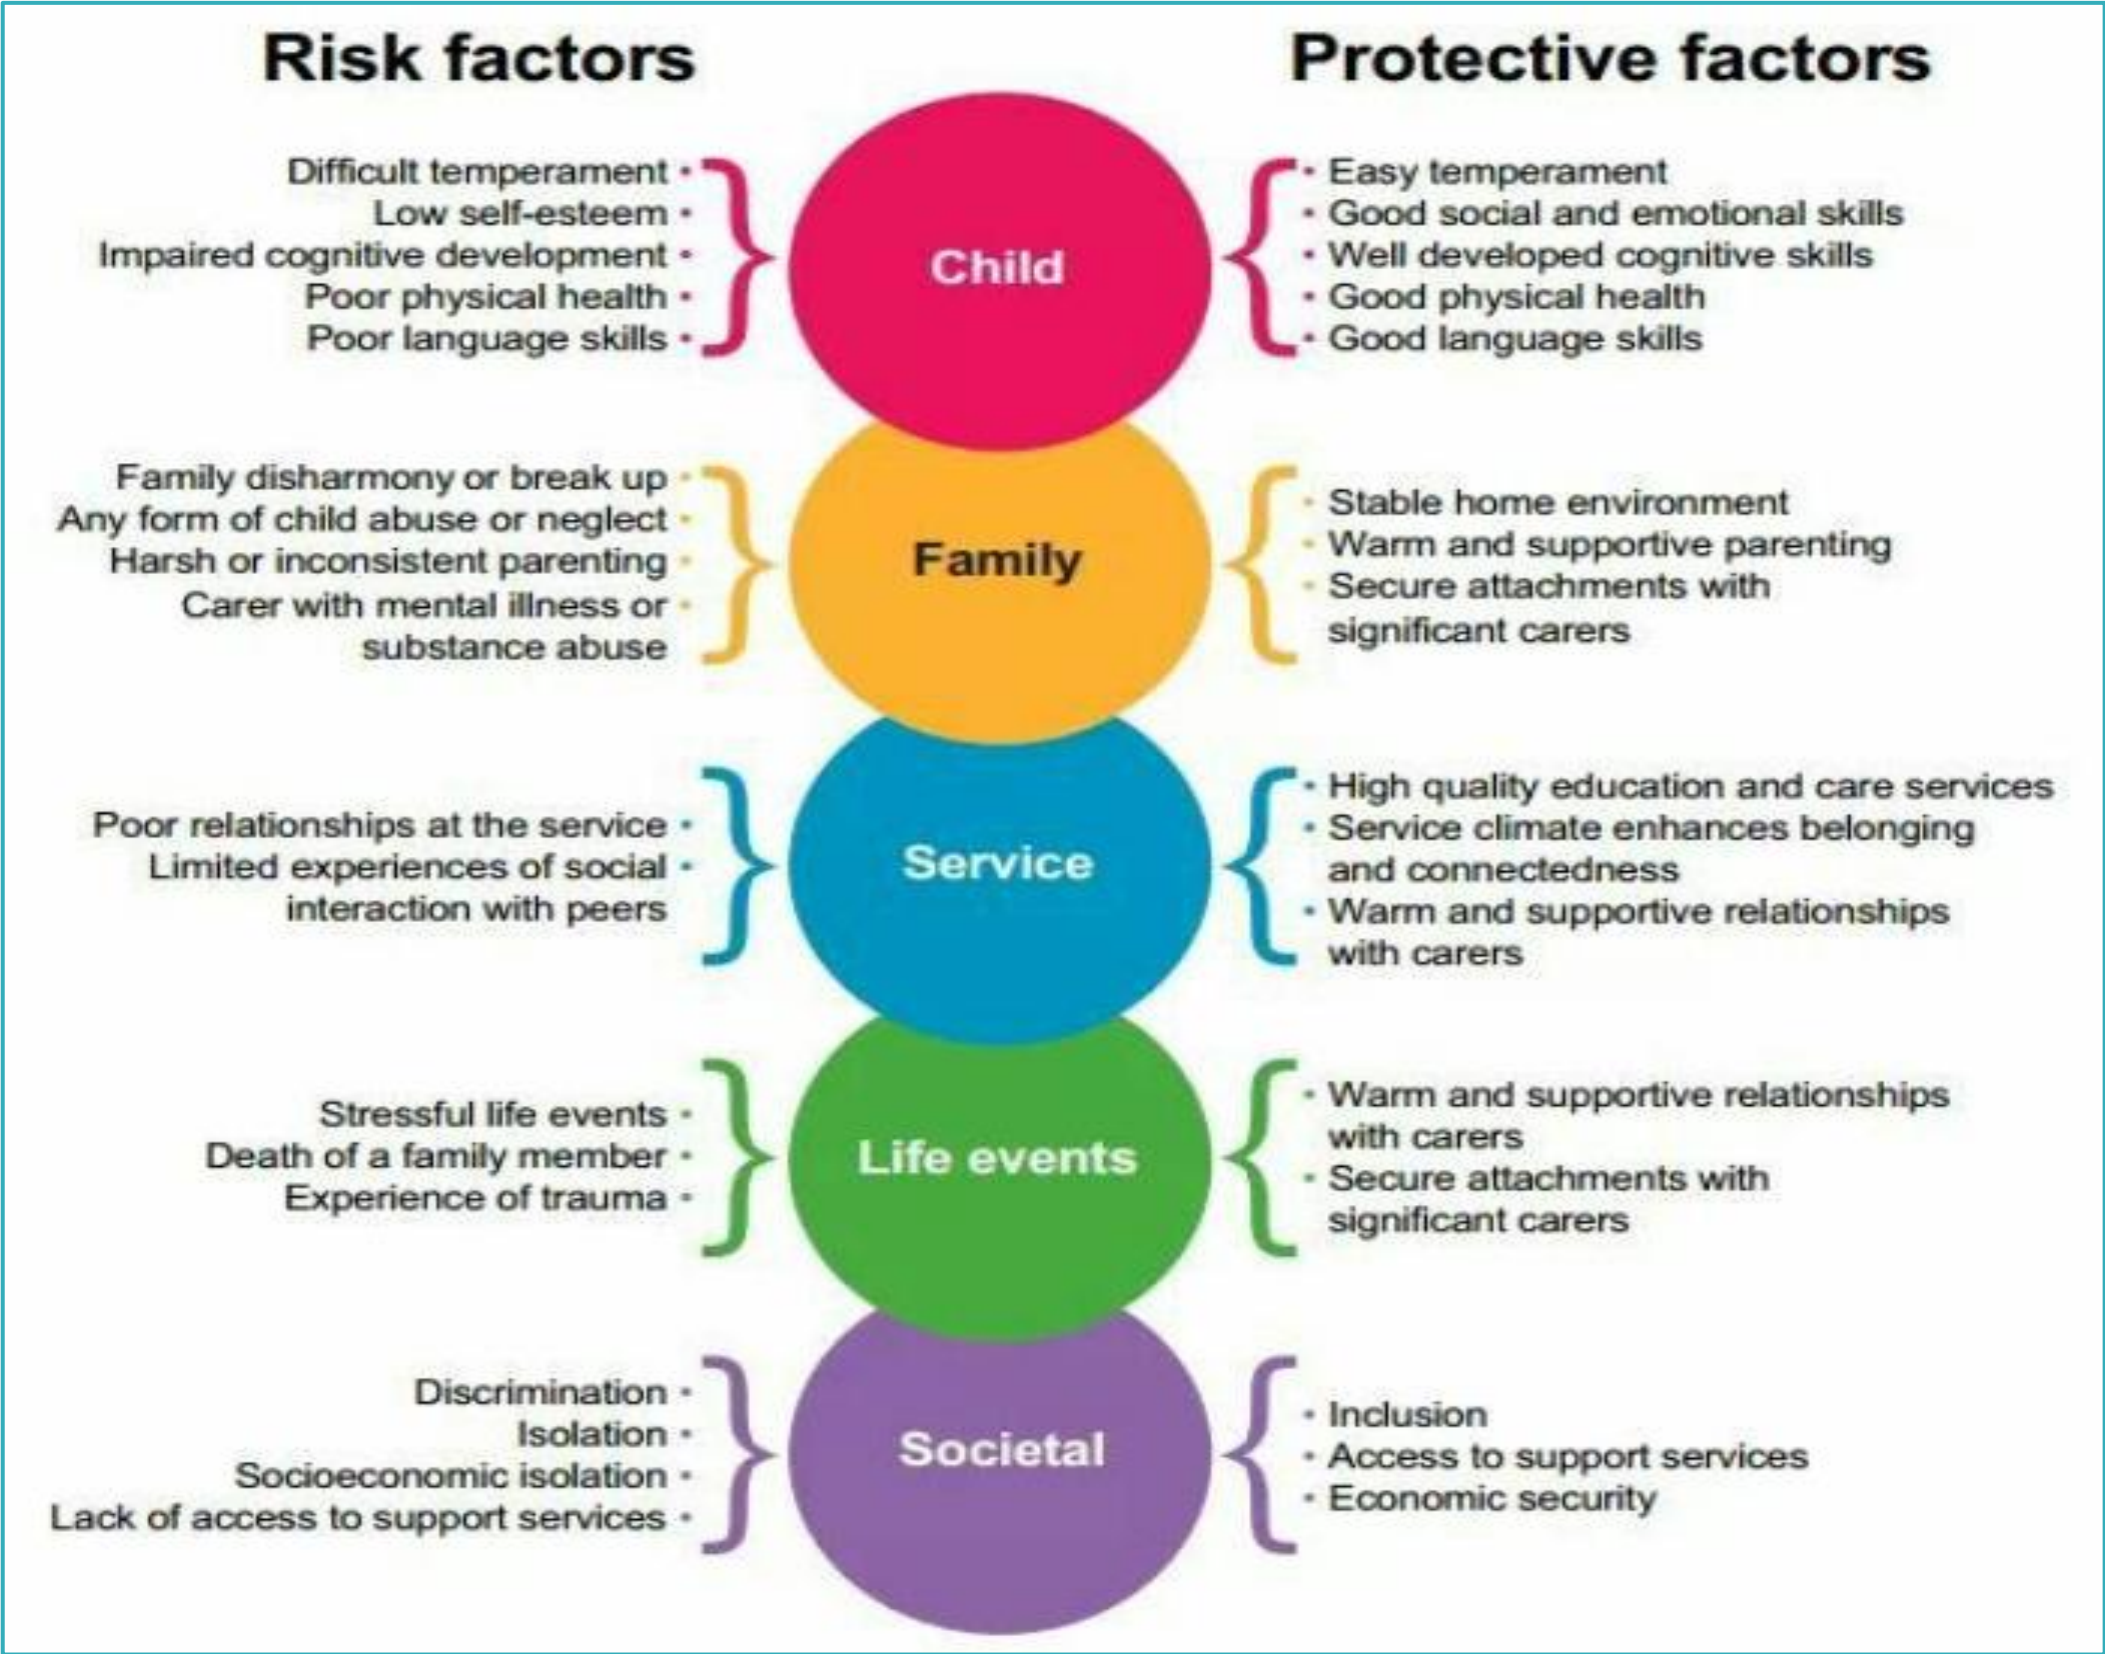 Risk factors
Protective factors
Difficult temperament •
Low self-esteem •
Impaired cognitive development •
Poor physical health •
Poor language skills •
Child
• Easy temperament
• Good social and emotional skills
• Well developed cognitive skills
• Good physical health
• Good language skills
Family disharmony or break up •
Any form of child abuse or neglect •
Harsh or inconsistent parenting •
Carer with mental illness or •
substance abuse
Family
• Stable home environment
• Warm and supportive parenting
• Secure attachments with
significant carers
Poor relationships at the service •
Limited experiences of social •
interaction with peers
Service
• High quality education and care services
• Service climate enhances belonging
and connectedness
• Warm and supportive relationships
with carers
Stressful life events •
Death of a family member •
Experience of trauma •
Life events
• Warm and supportive relationships
with carers
• Secure attachments with
significant carers
Discrimination •
Isolation •
Socioeconomic isolation •
Lack of access to support services •
Societal
• Inclusion
• Access to support services
• Economic security